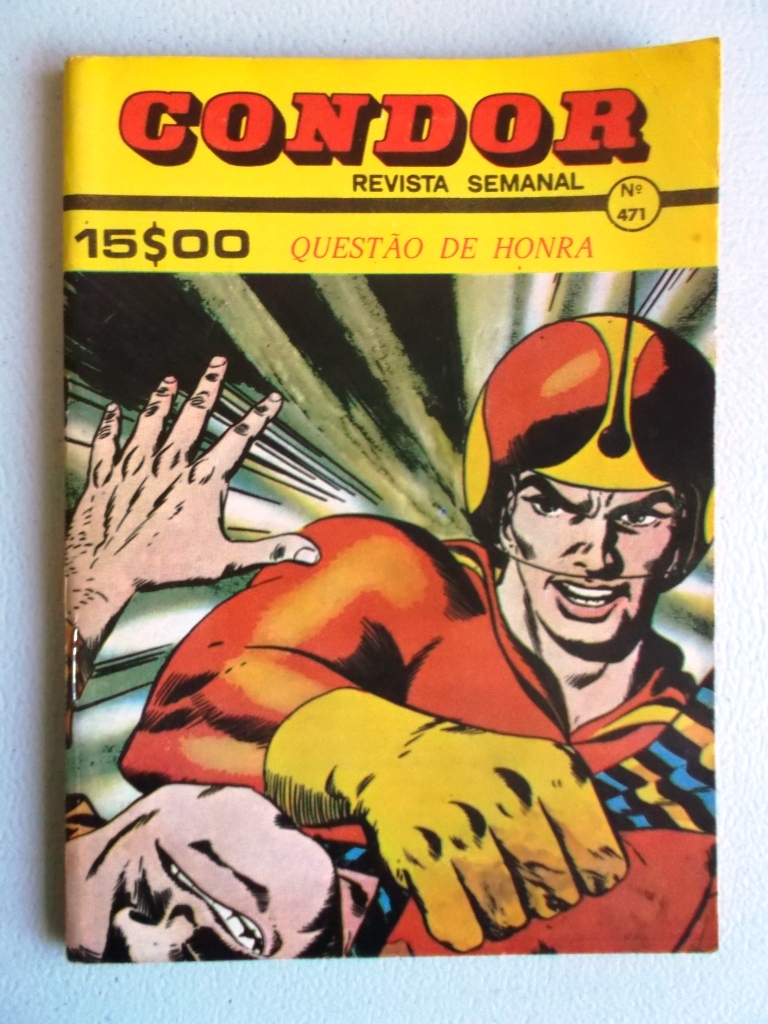 CONDOR
REVISTA SEMANAL
Nº
471
15$00 QUESTÃO DE HONRA